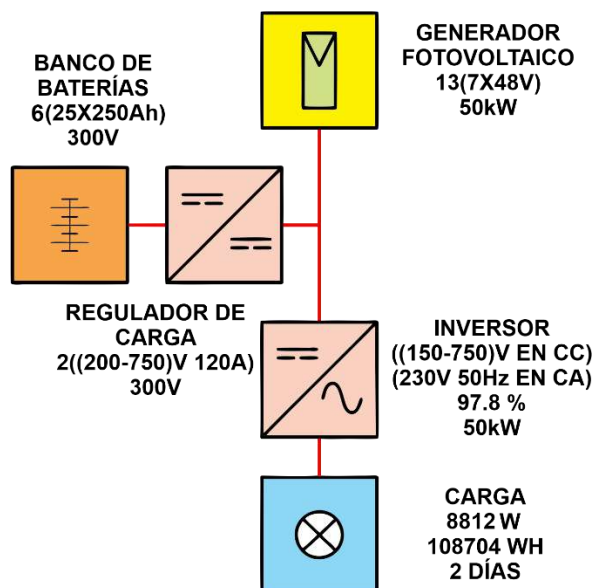 GENERADOR
FOTOVOLTAICO
13(7X48V)
50kW
BANCO DE
BATERÍAS
6(25X250Ah)
300V
REGULADOR DE
CARGA
2((200-750)V 120A)
300V
INVERSOR
((150-750)V EN CC)
(230V 50Hz EN CA)
97.8 %
50kW
CARGA
8812 W
108704 WH
2 DÍAS